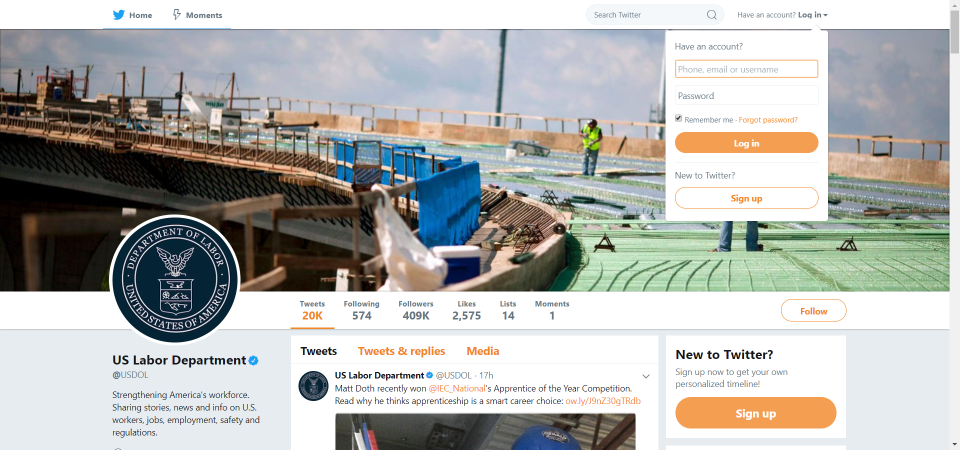 Home
Moments
Search Twitter
Have an account? Log in
Have an account?
Phone, email or username
Password
Remember me · Forgot password?
Log in
New to Twitter?
Sign up
DEPARTMENT OF LABOR
UNITED STATES OF AMERICA
Tweets
20K
Following
574
Followers
409K
Likes
2,575
Lists
14
Moments
1
Follow
US Labor Department
@USDOL
Strengthening America's workforce.
Sharing stories, news and info on U.S.
workers, jobs, employment, safety and
regulations.
Tweets
Tweets & replies
Media
US Labor Department @USDOL · 17h
Matt Doth recently won @IEC_National's Apprentice of the Year Competition.
Read why he thinks apprenticeship is a smart career choice: ow.ly/J9nZ30gTRdb
New to Twitter?
Sign up now to get your own
personalized timeline!
Sign up